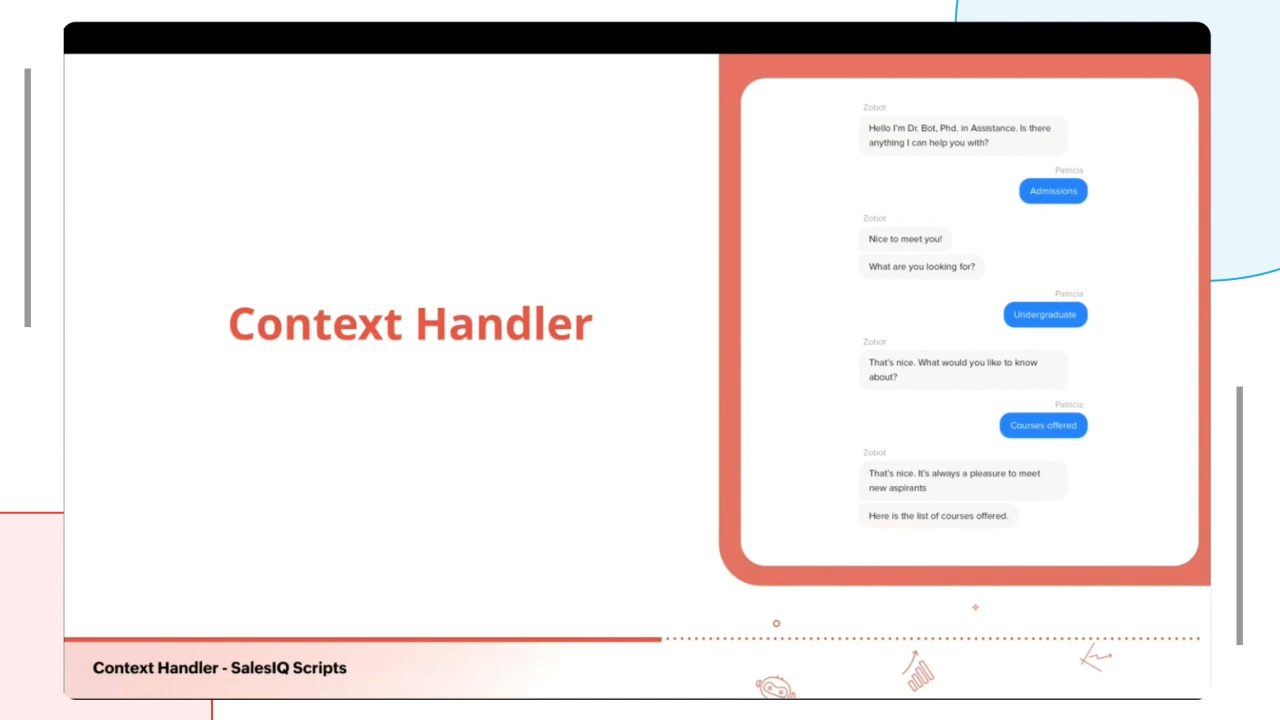 Context Handler
Zobot
Hello I'm Dr. Bot, Phd. in Assistance. Is there
anything I can help you with?
Patricia
Admissions
Zobot
Nice to meet you!
What are you looking for?
Patricia
Undergraduate
Zobot
That's nice. What would you like to know
about?
Patricia
Courses offered
Zobot
That's nice. It's always a pleasure to meet
new aspirants
Here is the list of courses offered.
Context Handler - SalesIQ Scripts